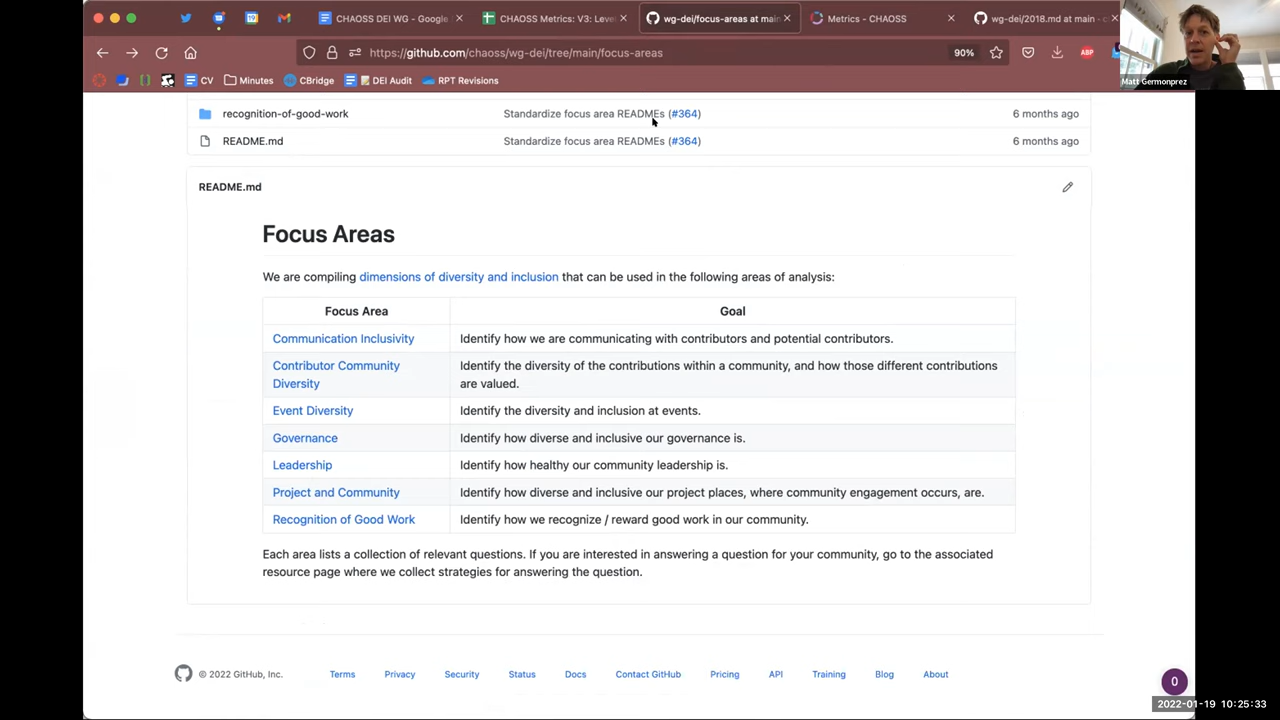 CHAOSS DEI WG - Google
CHAOSS Metrics: V3: Level
wg-dei/focus-areas at main
Metrics - CHAOSS
wg-dei/2018.md at main · c
https://github.com/chaoss/wg-dei/tree/main/focus-areas
90%
ABP
CV
Minutes
CBridge
DEI Audit
RPT Revisions
Matt Germonprez
recognition-of-good-work
Standardize focus area READMEs (#364)
6 months ago
README.md
Standardize focus area READMEs (#364)
6 months ago
README.md
Focus Areas
We are compiling dimensions of diversity and inclusion that can be used in the following areas of analysis:
Focus Area
Goal
Communication Inclusivity
Identify how we are communicating with contributors and potential contributors.
Contributor Community
Diversity
Identify the diversity of the contributions within a community, and how those different contributions
are valued.
Event Diversity
Identify the diversity and inclusion at events.
Governance
Identify how diverse and inclusive our governance is.
Leadership
Identify how healthy our community leadership is.
Project and Community
Identify how diverse and inclusive our project places, where community engagement occurs, are.
Recognition of Good Work
Identify how we recognize / reward good work in our community.
Each area lists a collection of relevant questions. If you are interested in answering a question for your community, go to the associated
resource page where we collect strategies for answering the question.
© 2022 GitHub, Inc.
Terms
Privacy
Security
Status
Docs
Contact GitHub
Pricing
API
Training
Blog
About
0
2022-01-19 10:25:33